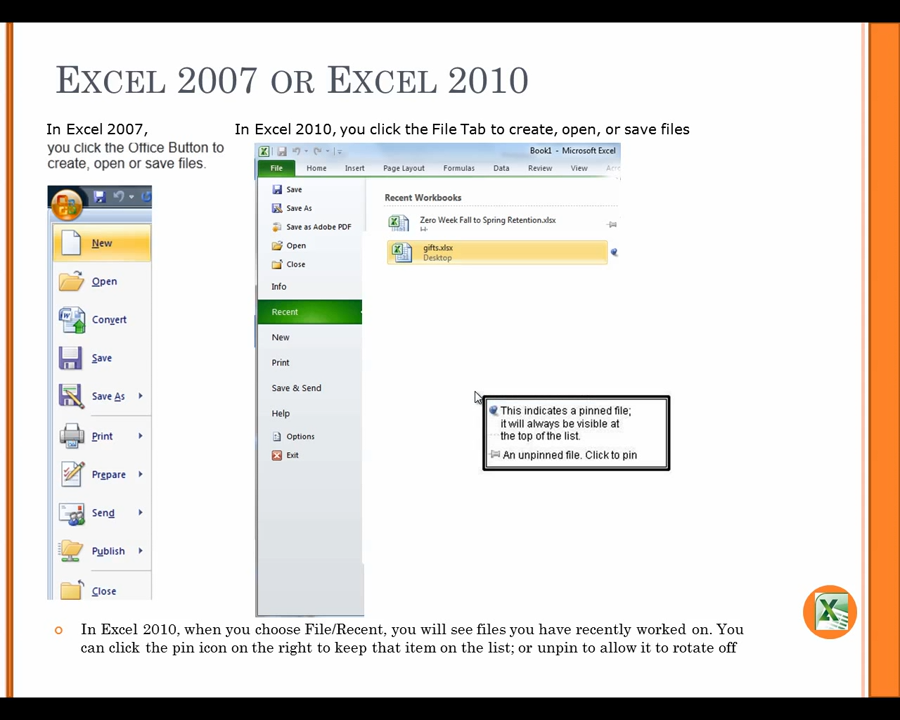 EXCEL 2007 OR EXCEL 2010
In Excel 2007,
you click the Office Button to
create, open or save files.
In Excel 2010, you click the File Tab to create, open, or save files
New
Open
Convert
Save
Save As
Print
Prepare
Send
Publish
Close
Book1 - Microsoft Excel
File Home Insert Page Layout Formulas Data Review View
Save
Save As
Save as Adobe PDF
Open
Close
Info
Recent
New
Print
Save & Send
Help
Options
Exit
Recent Workbooks
Zero Week Fall to Spring Retention.xlsx
gifts.xlsx
Desktop
This indicates a pinned file;
it will always be visible at
the top of the list.
An unpinned file. Click to pin
In Excel 2010, when you choose File/Recent, you will see files you have recently worked on. You
can click the pin icon on the right to keep that item on the list; or unpin to allow it to rotate off